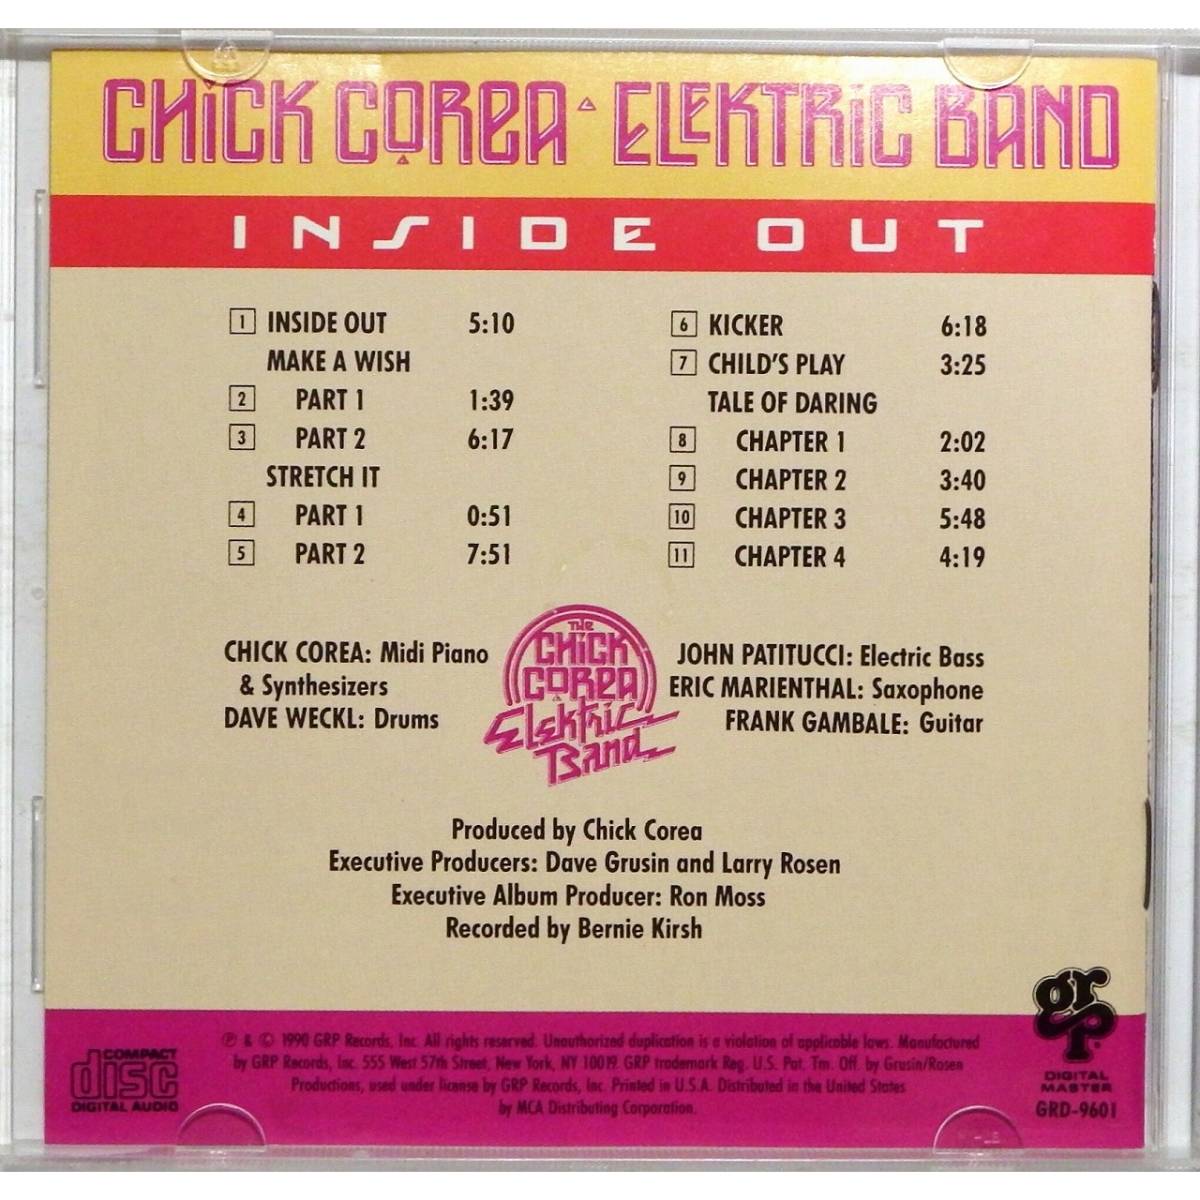 CHICK COREA ELEKTRIC BAND
INSIDE OUT
1 INSIDE OUT 5:10
MAKE A WISH
2 PART 1 1:39
3 PART 2 6:17
STRETCH IT
4 PART 1 0:51
5 PART 2 7:51
6 KICKER 6:18
7 CHILD'S PLAY 3:25
TALE OF DARING
8 CHAPTER 1 2:02
9 CHAPTER 2 3:40
10 CHAPTER 3 5:48
11 CHAPTER 4 4:19
CHICK COREA: Midi Piano
& Synthesizers
DAVE WECKL: Drums
THE
CHICK
COREA
ELEKTRIC
BAND
JOHN PATITUCCI: Electric Bass
ERIC MARIENTHAL: Saxophone
FRANK GAMBALE: Guitar
Produced by Chick Corea
Executive Producers: Dave Grusin and Larry Rosen
Executive Album Producer: Ron Moss
Recorded by Bernie Kirsh
℗ & © 1990 GRP Records, Inc. All rights reserved. Unauthorized duplication is a violation of applicable laws. Manufactured
by GRP Records, Inc. 555 West 57th Street, New York, NY 10019. GRP trademark Reg. U.S. Pat. Tm. Off. by Grusin/Rosen
Productions, used under license by GRP Records, Inc. Printed in U.S.A. Distributed in the United States
by MCA Distributing Corporation.
COMPACT
disc
DIGITAL AUDIO
grp
DIGITAL
MASTER
GRD-9601